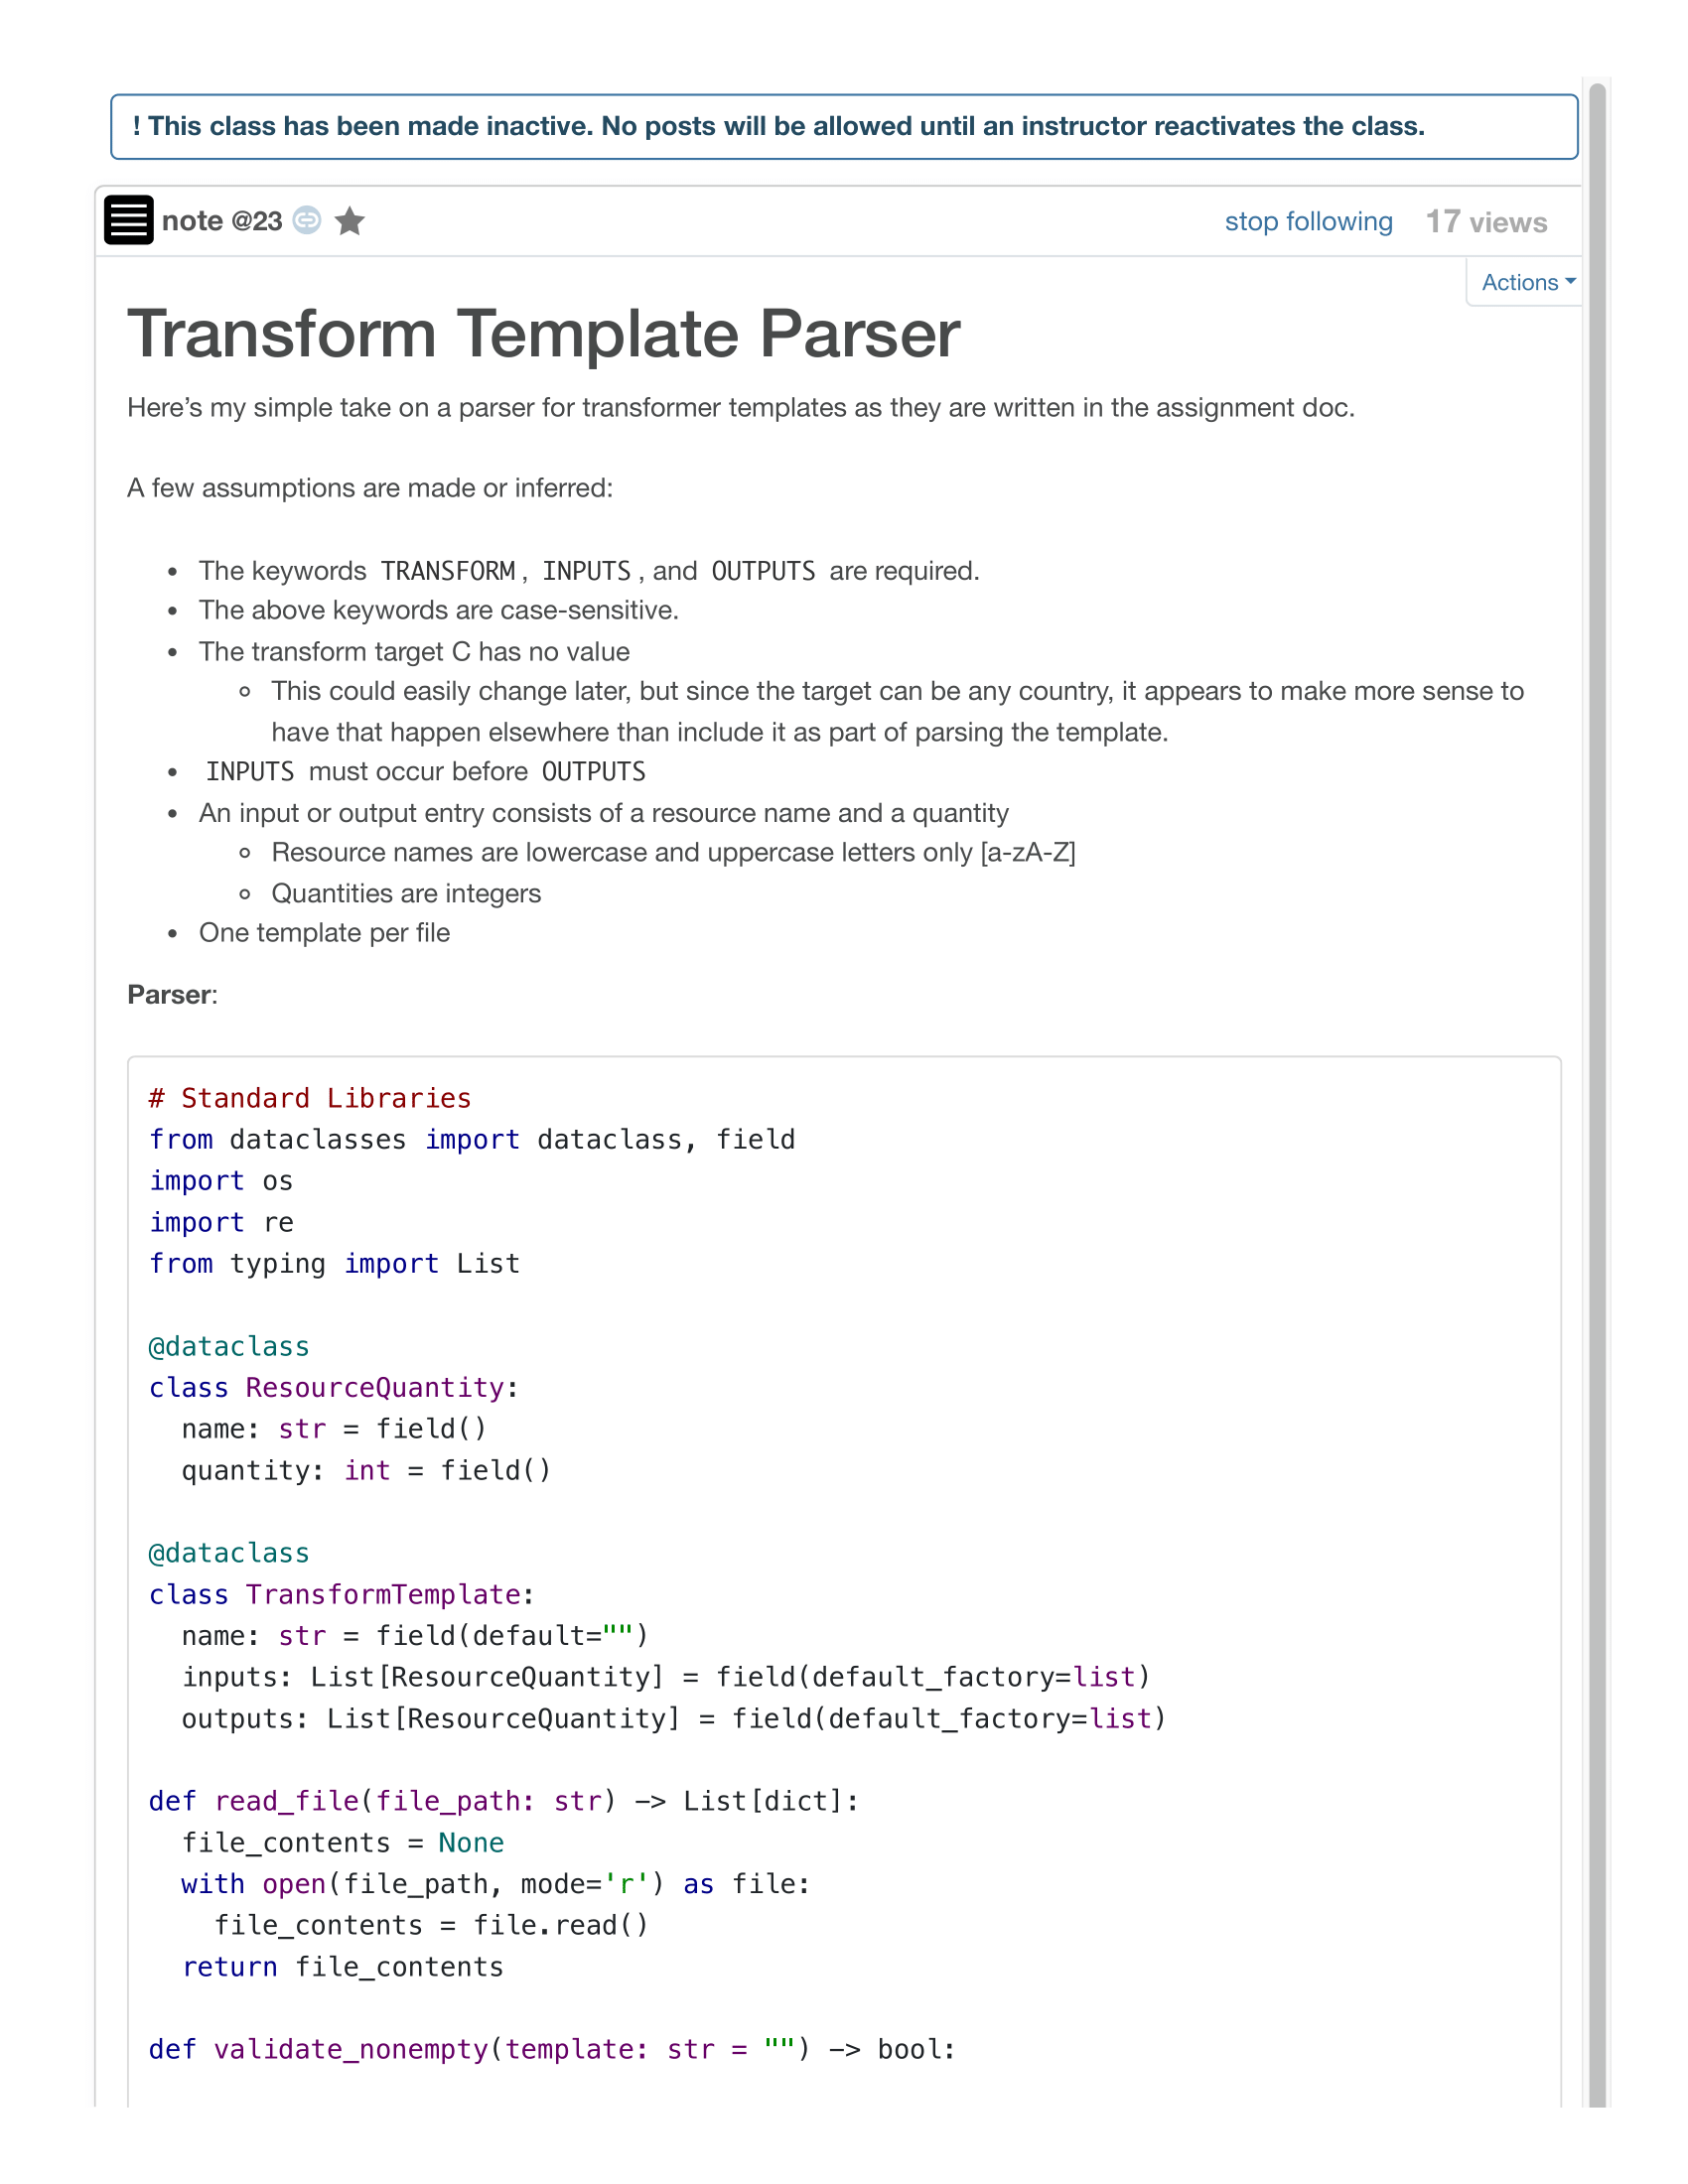 ! This class has been made inactive. No posts will be allowed until an instructor reactivates the class.
note @23
stop following 17 views
Actions
Transform Template Parser
Here’s my simple take on a parser for transformer templates as they are written in the assignment doc.
A few assumptions are made or inferred:
• The keywords TRANSFORM, INPUTS, and OUTPUTS are required.
• The above keywords are case-sensitive.
• The transform target C has no value
◦ This could easily change later, but since the target can be any country, it appears to make more sense to
have that happen elsewhere than include it as part of parsing the template.
• INPUTS must occur before OUTPUTS
• An input or output entry consists of a resource name and a quantity
◦ Resource names are lowercase and uppercase letters only [a-zA-Z]
◦ Quantities are integers
• One template per file
Parser:
# Standard Libraries
from dataclasses import dataclass, field
import os
import re
from typing import List
@dataclass
class ResourceQuantity:
  name: str = field()
  quantity: int = field()
@dataclass
class TransformTemplate:
  name: str = field(default="")
  inputs: List[ResourceQuantity] = field(default_factory=list)
  outputs: List[ResourceQuantity] = field(default_factory=list)
def read_file(file_path: str) -> List[dict]:
  file_contents = None
  with open(file_path, mode='r') as file:
    file_contents = file.read()
  return file_contents
def validate_nonempty(template: str = "") -> bool: